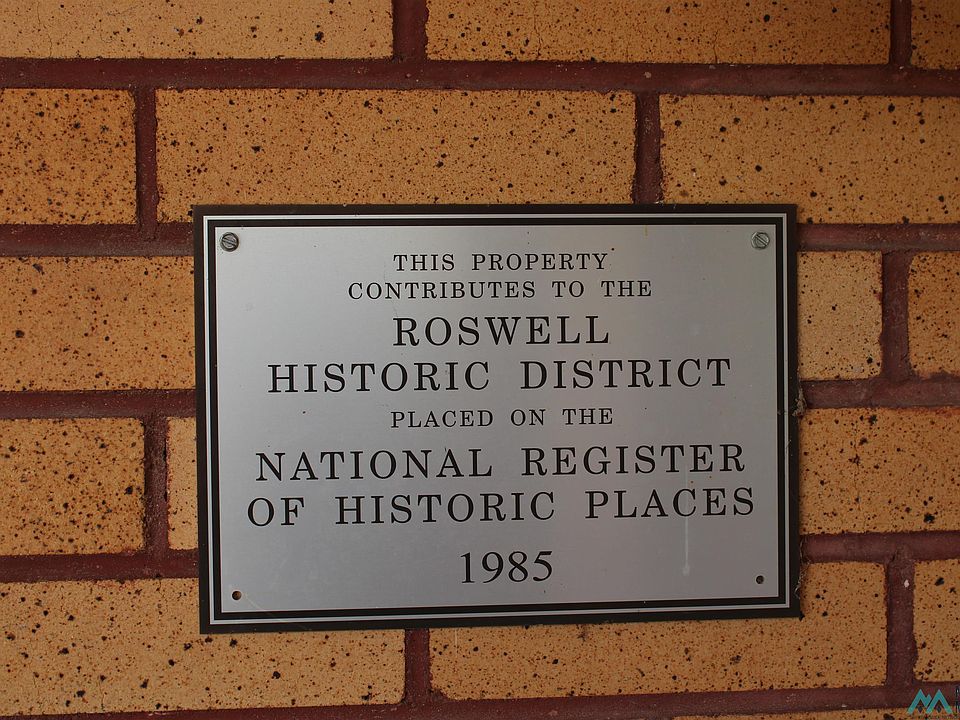 THIS PROPERTY
CONTRIBUTES TO THE
ROSWELL
HISTORIC DISTRICT
PLACED ON THE
NATIONAL REGISTER
OF HISTORIC PLACES
1985